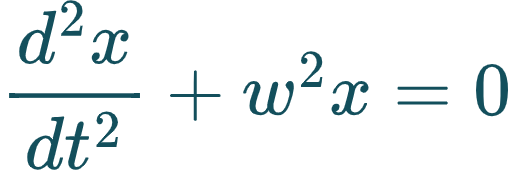 d²x/dt² + w²x = 0